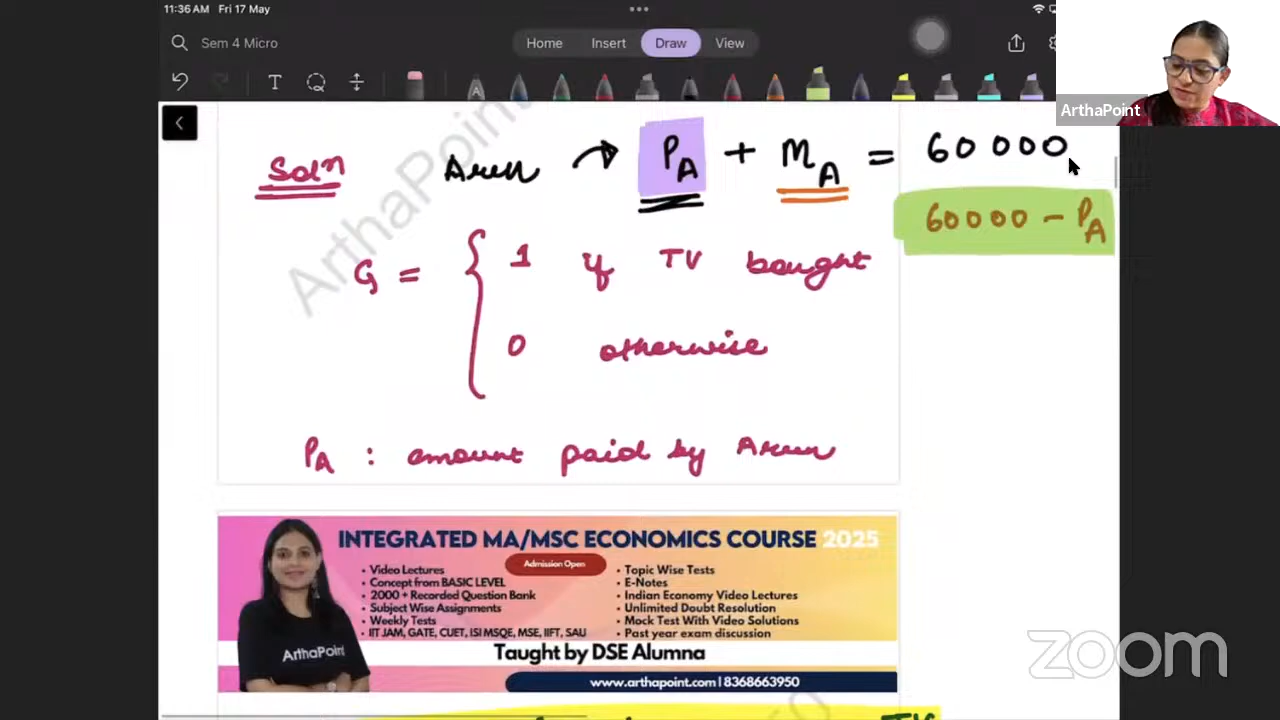 11:36 AM Fri 17 May
Sem 4 Micro
Home Insert Draw View
ArthaPoint
Soln Arun → PA + MA = 60000
60000 - PA
G = { 1 if TV bought
0 otherwise
PA : amount paid by Arun
ArthaPoint
INTEGRATED MA/MSC ECONOMICS COURSE 2025
Admission Open
• Video Lectures
• Concept from BASIC LEVEL
• 2000 + Recorded Question Bank
• Subject Wise Assignments
• Weekly Tests
• IIT JAM, GATE, CUET, ISI MSQE, MSE, IIFT, SAU
• Topic Wise Tests
• E-Notes
• Indian Economy Video Lectures
• Unlimited Doubt Resolution
• Mock Test With Video Solutions
• Past year exam discussion
ArthaPoint
Taught by DSE Alumna
www.arthapoint.com | 8368663950
zoom
TV